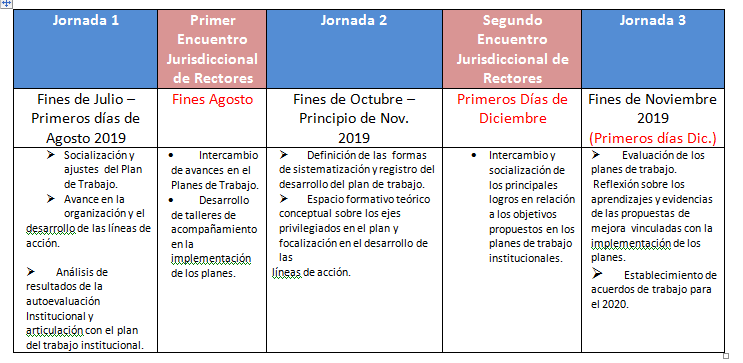 Jornada 1
Primer
Encuentro
Jurisdiccional
de Rectores
Jornada 2
Segundo
Encuentro
Jurisdiccional de
Rectores
Jornada 3
Fines de Julio –
Primeros días de
Agosto 2019
Fines Agosto
Fines de Octubre –
Principio de Nov.
2019
Primeros Días de
Diciembre
Fines de Noviembre
2019
(Primeros días Dic.)
➢ Socialización y
ajustes del Plan
de Trabajo.
➢ Avance en la
organización y el
desarrollo de las líneas de
acción.
➢ Análisis de
resultados de la
autoevaluación
Institucional y
articulación con el plan
del trabajo institucional.
• Intercambio
de avances en el
Planes de Trabajo.
• Desarrollo
de talleres de
acompañamiento
en la
implementación
de los planes.
➢ Definición de las formas
de sistematización y registro del
desarrollo del plan de trabajo.
➢ Espacio formativo teórico
conceptual sobre los ejes
privilegiados en el plan y
focalización en el desarrollo de
las
líneas de acción.
• Intercambio y
socialización de
los principales
logros en relación
a los objetivos
propuestos en los
planes de trabajo
institucionales.
➢ Evaluación de los
planes de trabajo.
Reflexión sobre los
aprendizajes y evidencias
de las propuestas de
mejora vinculadas con la
implementación de los
planes.
➢ Establecimiento de
acuerdos de trabajo para
el 2020.